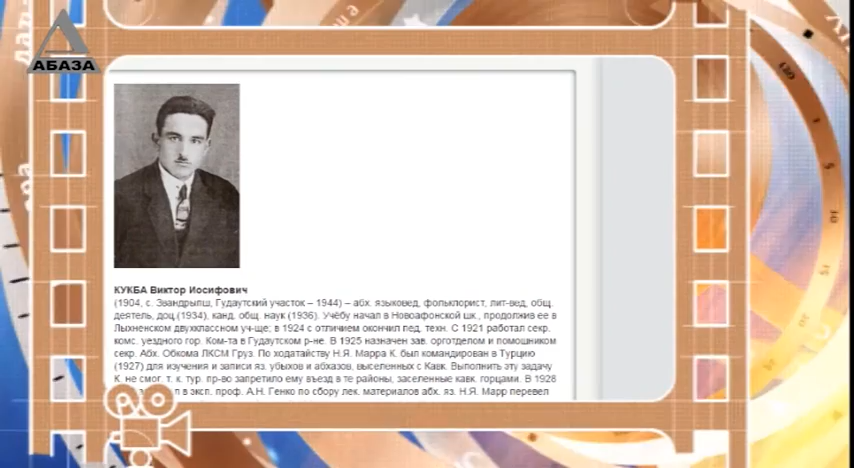 АБАЗА
КУКБА Виктор Иосифович
(1904, с. Звандрыпш, Гудаутский участок – 1944) – абх. языковед, фольклорист, лит-вед, общ.
деятель, доц.(1934), канд. общ. наук (1936). Учёбу начал в Новоафонской шк., продолжив ее в
Лыхненском двухклассном уч-ще; в 1924 с отличием окончил пед. техн. С 1921 работал секр.
комс. уездного гор. Ком-та в Гудаутском р-не. В 1925 назначен зав. орготделом и помощником
секр. Абх. Обкома ЛКСМ Груз. По ходатайству Н.Я. Марра К. был командирован в Турцию
(1927) для изучения и записи яз. убыхов и абхазов, выселенных с Кавк. Выполнить эту задачу
К. не смог, т. к. тур. пр-во запретило ему въезд в те районы, заселенные кавк. горцами. В 1928
в эксп. проф. А.Н. Генко по сбору лек. материалов абх. яз. Н.Я. Марр перевел